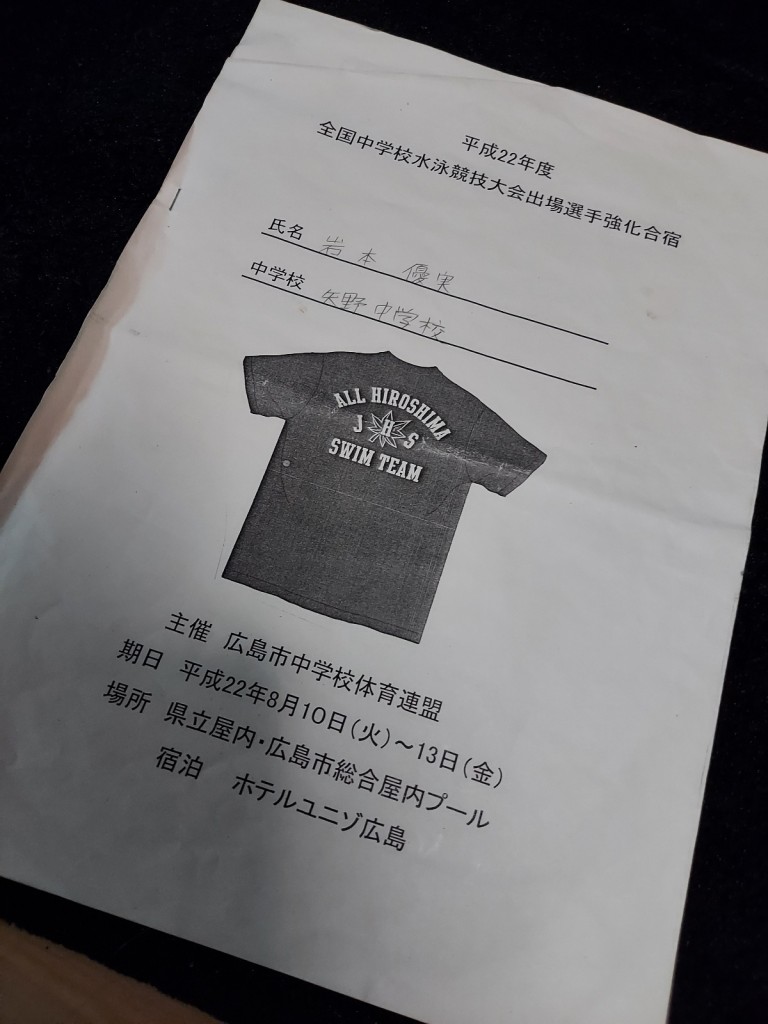 平成22年度
全国中学校水泳競技大会出場選手強化合宿
氏名 岩本 優実
中学校 矢野中学校
ALL HIROSHIMA
J H S
SWIM TEAM
主催 広島市中学校体育連盟
期日 平成22年8月10日(火)~13日(金)
場所 県立屋内・広島市総合屋内プール
宿泊 ホテルユニゾ広島